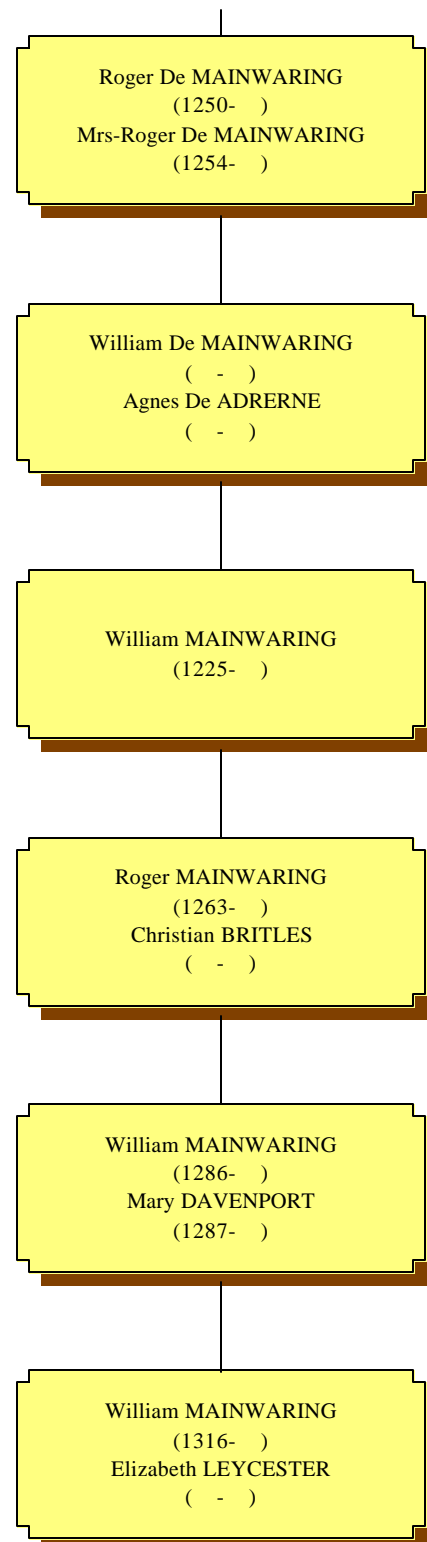 Roger De MAINWARING
(1250-    )
Mrs-Roger De MAINWARING
(1254-    )
William De MAINWARING
(    -    )
Agnes De ADRERNE
(    -    )
William MAINWARING
(1225-    )
Roger MAINWARING
(1263-    )
Christian BRITLES
(    -    )
William MAINWARING
(1286-    )
Mary DAVENPORT
(1287-    )
William MAINWARING
(1316-    )
Elizabeth LEYCESTER
(    -    )